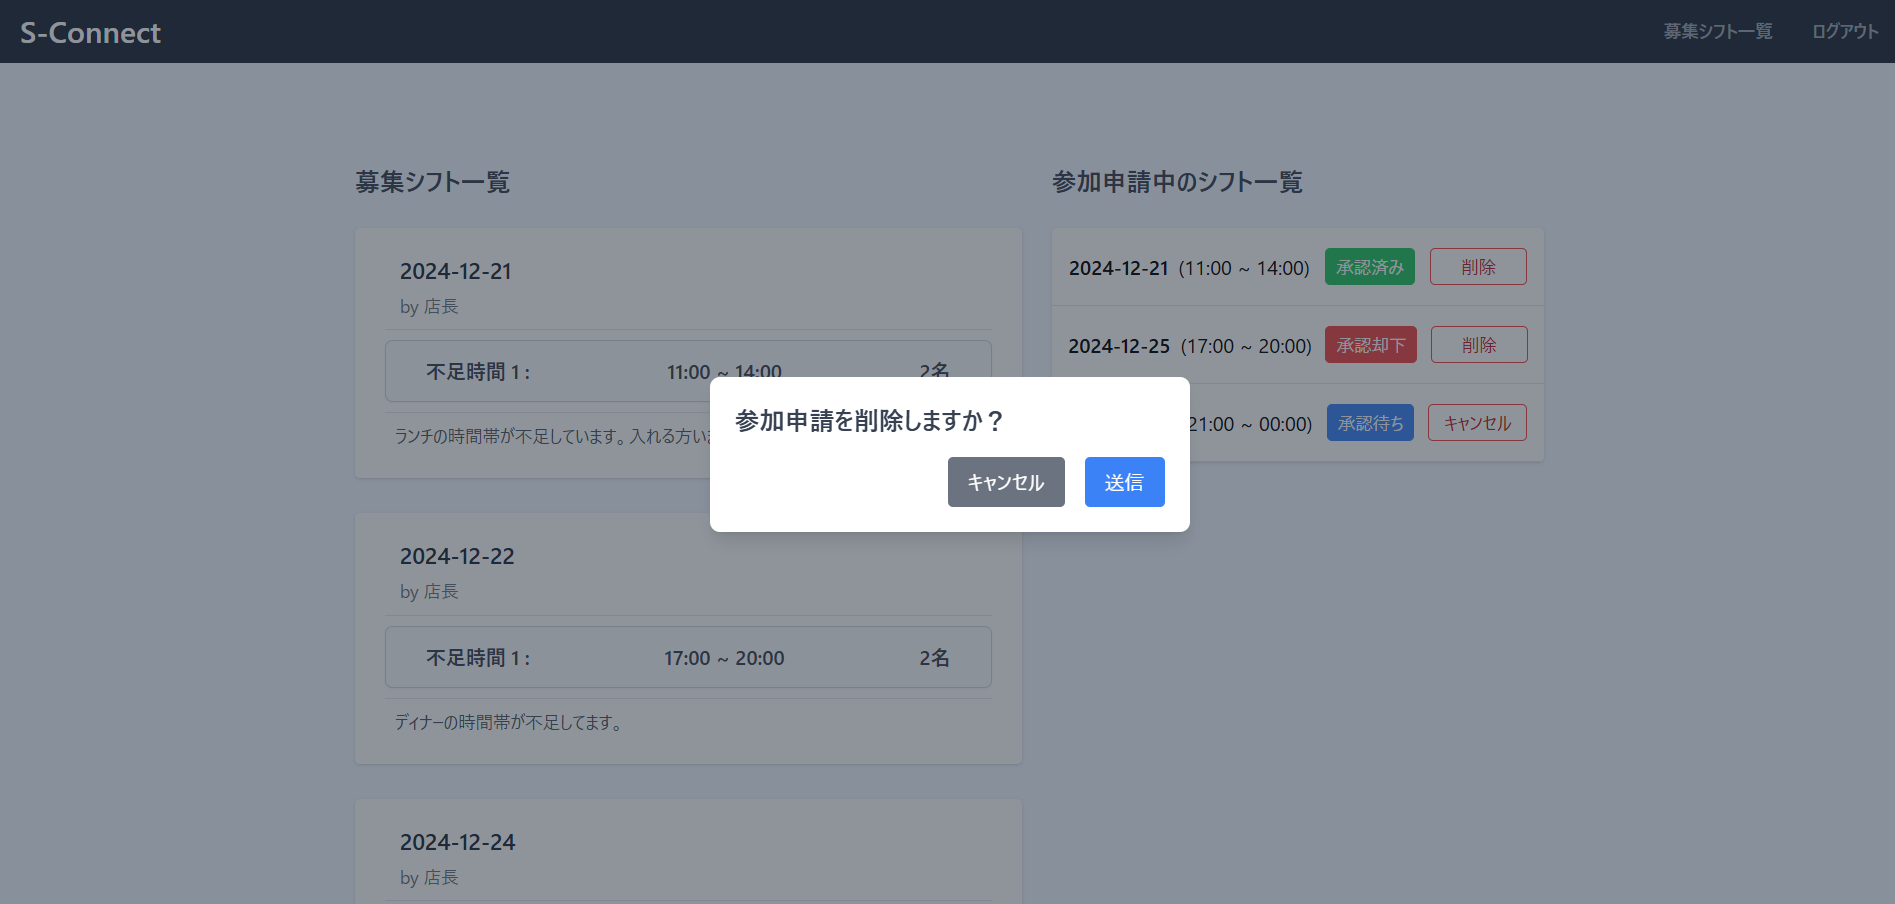 S-Connect
募集シフト一覧
ログアウト
募集シフト一覧
2024-12-21
by 店長
不足時間 1 :
11:00 ~ 14:00
2名
ランチの時間帯が不足しています。入れる方い
2024-12-22
by 店長
不足時間 1 :
17:00 ~ 20:00
2名
ディナーの時間帯が不足してます。
2024-12-24
by 店長
参加申請中のシフト一覧
2024-12-21 (11:00 ~ 14:00) 承認済み 削除
2024-12-25 (17:00 ~ 20:00) 承認却下 削除
21:00 ~ 00:00) 承認待ち キャンセル
参加申請を削除しますか？
キャンセル
送信